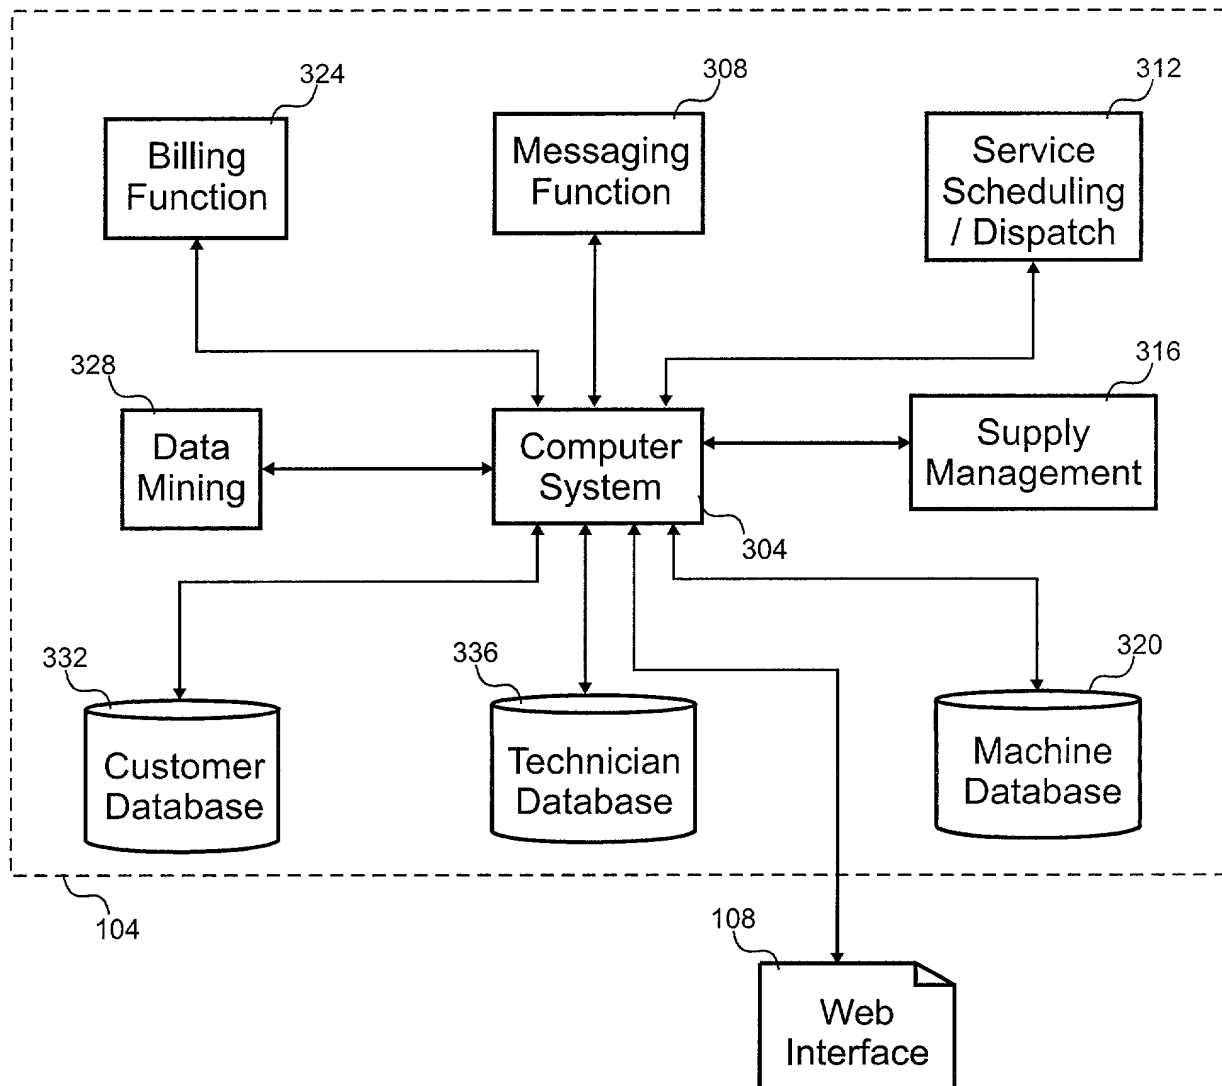 324
308
312
Billing
Function
Messaging
Function
Service
Scheduling
/ Dispatch
328
316
Data
Mining
Computer
System
Supply
Management
304
332
336
320
Customer
Database
Technician
Database
Machine
Database
104
108
Web
Interface